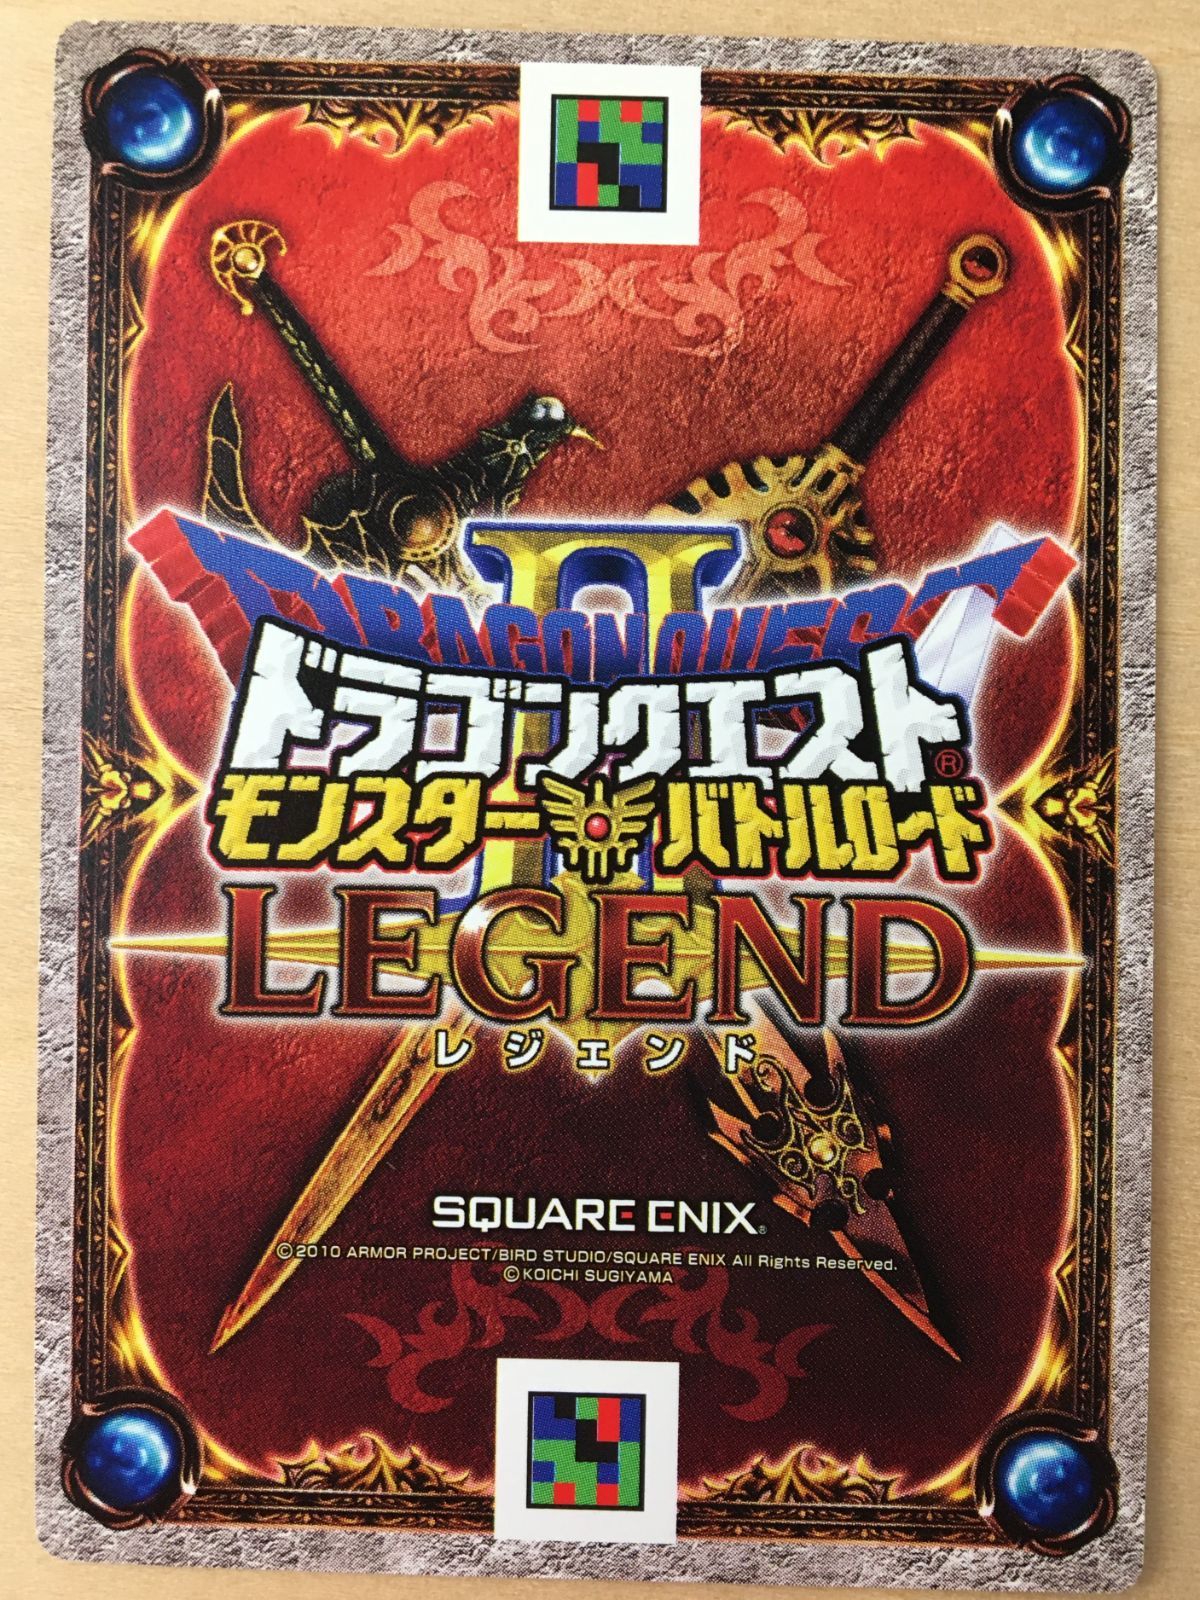 DRAGON QUEST
II
ドラゴンクエスト®
モンスターバトルロード
LEGEND
レジェンド
SQUARE ENIX®
©2010 ARMOR PROJECT/BIRD STUDIO/SQUARE ENIX All Rights Reserved.
©KOICHI SUGIYAMA